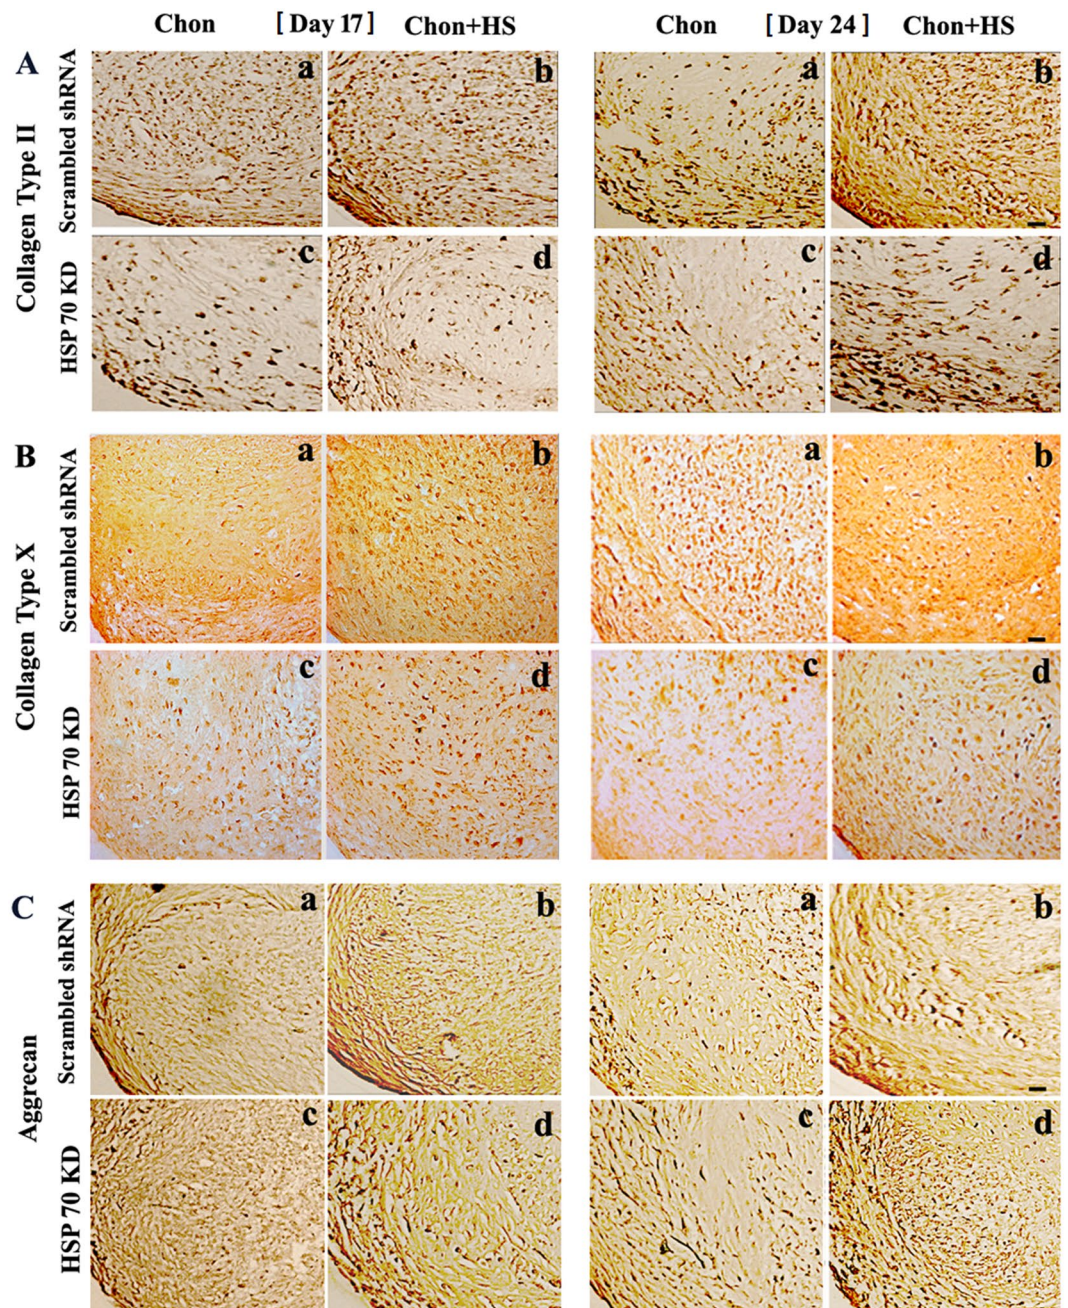 Chon [ Day 17 ] Chon+HS Chon [ Day 24 ] Chon+HS
A
Collagen Type II
Scrambled shRNA
a b a b
HSP 70 KD
c d c d
B
Collagen Type X
Scrambled shRNA
a b a b
HSP 70 KD
c d c d
C
Aggrecan
Scrambled shRNA
a b a b
HSP 70 KD
c d c d